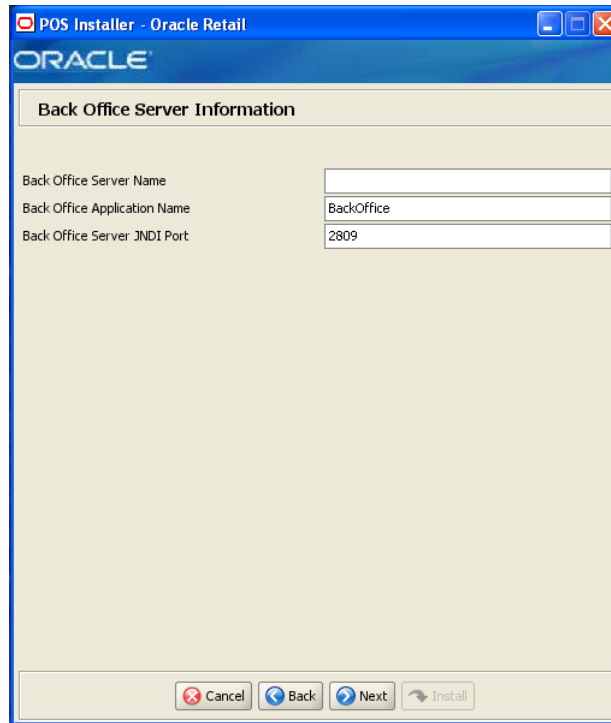 POS Installer - Oracle Retail
ORACLE
Back Office Server Information
Back Office Server Name
Back Office Application Name BackOffice
Back Office Server JNDI Port 2809
Cancel Back Next Install